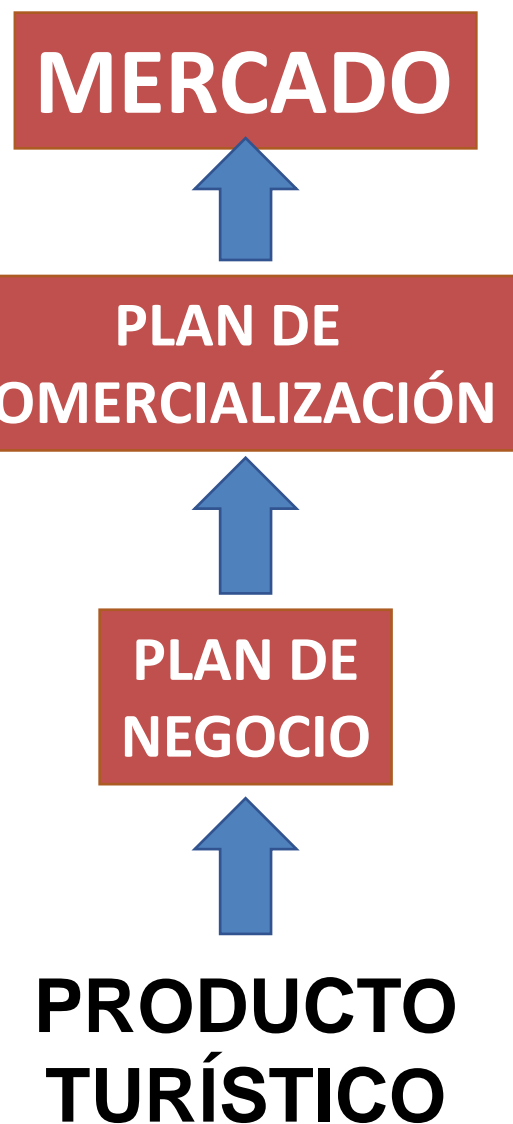 MERCADO
PLAN DE
OMERCIALIZACIÓN
PLAN DE
NEGOCIO
PRODUCTO
TURÍSTICO